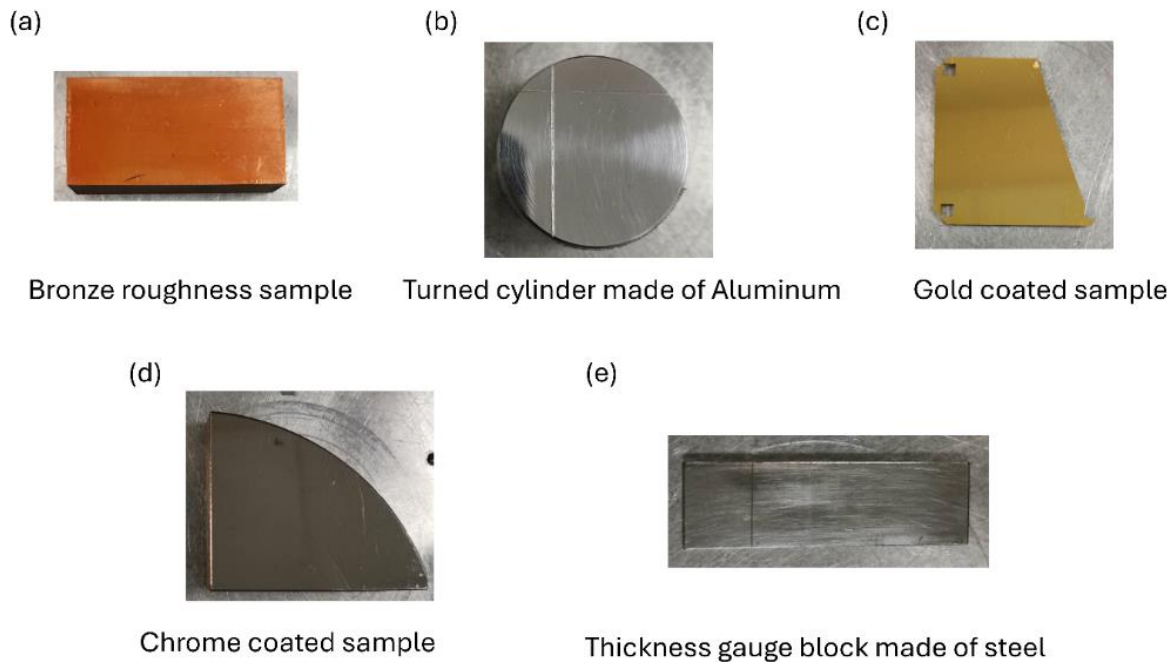 (a)
(b)
(c)
Bronze roughness sample
Turned cylinder made of Aluminum
Gold coated sample
(d)
(e)
Chrome coated sample
Thickness gauge block made of steel